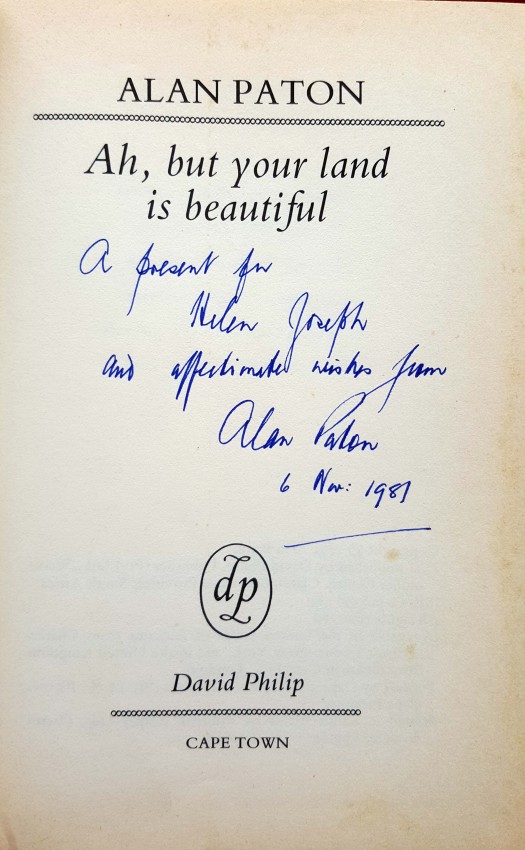 ALAN PATON
Ah, but your land
is beautiful
A present for
Helen Joseph
and affectionate wishes from
Alan Paton
6 Nov: 1981
dp
David Philip
CAPE TOWN